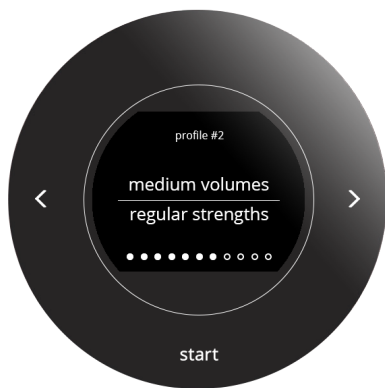 profile #2
medium volumes
regular strengths
start